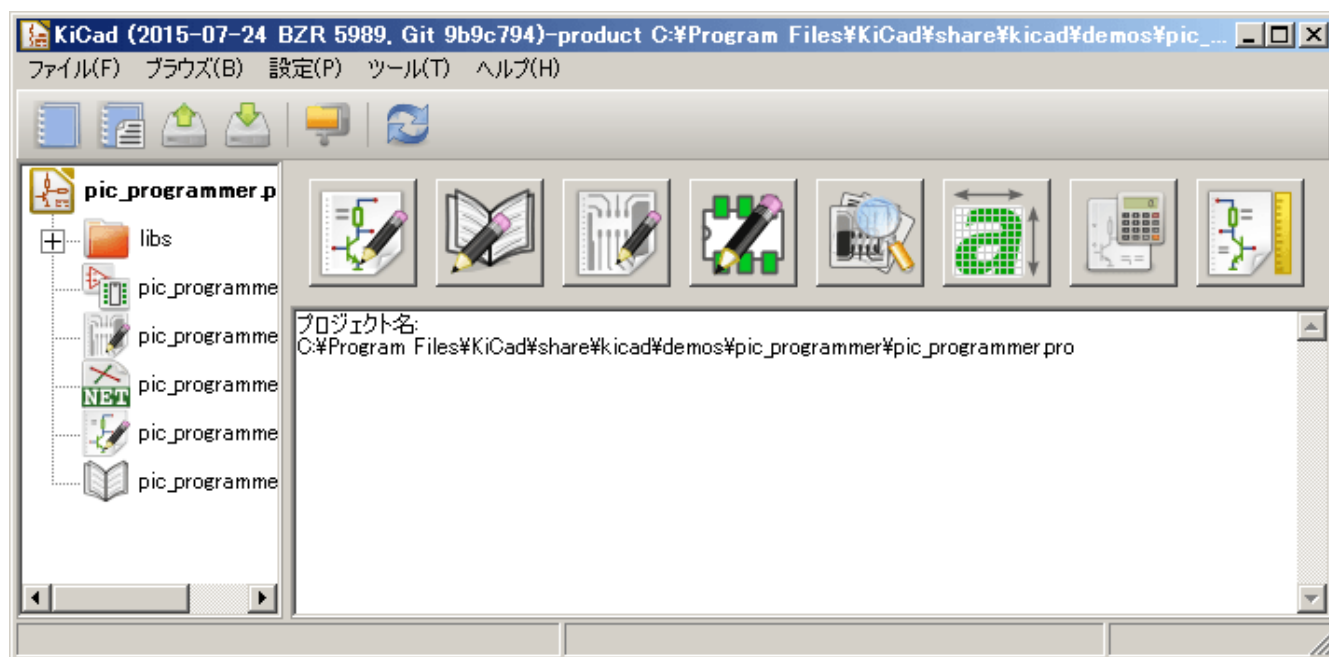 KiCad (2015-07-24 BZR 5989, Git 9b9c794)-product C:¥Program Files¥KiCad¥share¥kicad¥demos¥pic_...
ファイル(F) ブラウズ(B) 設定(P) ツール(T) ヘルプ(H)
pic_programmer.p
libs
pic_programme
pic_programme
NET pic_programme
pic_programme
pic_programme
プロジェクト名:
C:¥Program Files¥KiCad¥share¥kicad¥demos¥pic_programmer¥pic_programmer.pro